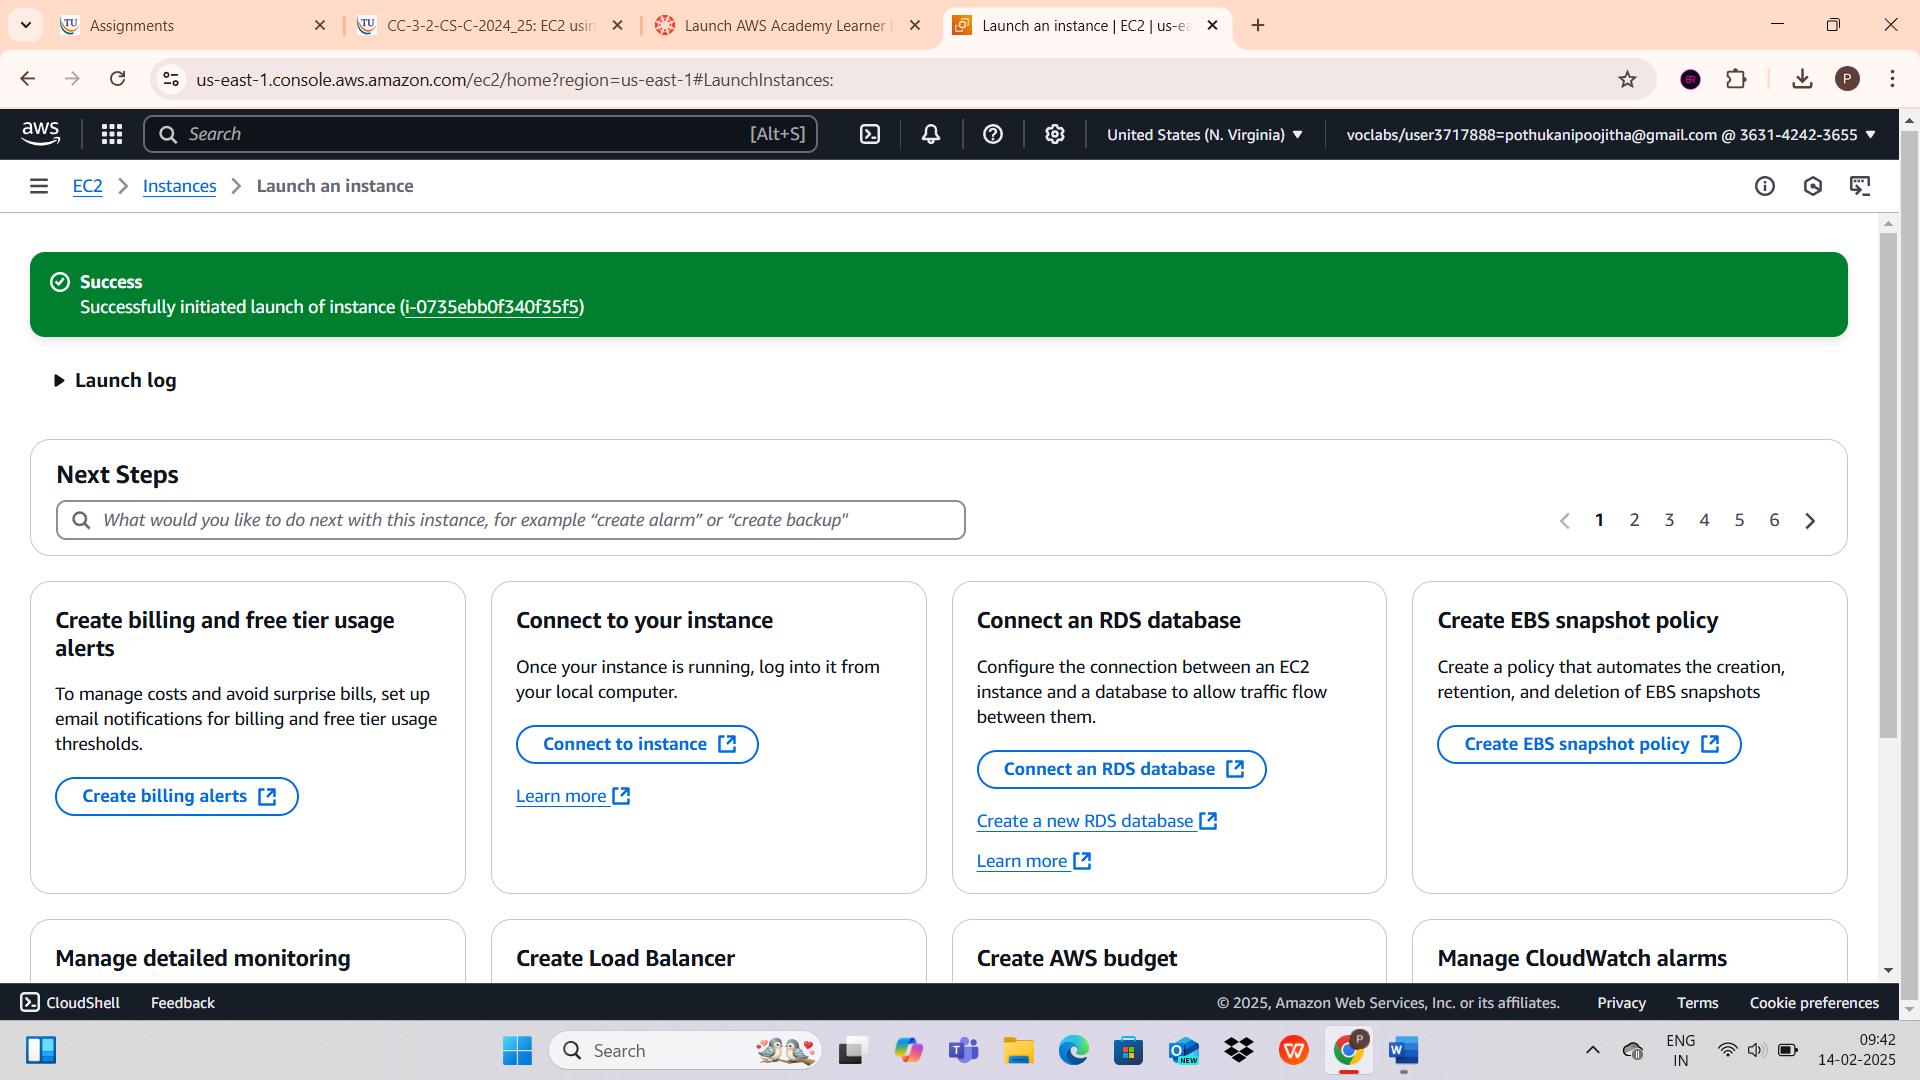 Assignments
CC-3-2-CS-C-2024_25: EC2 usin
Launch AWS Academy Learner L
Launch an instance | EC2 | us-ea
us-east-1.console.aws.amazon.com/ec2/home?region=us-east-1#LaunchInstances:
P
aws
Search
[Alt+S]
United States (N. Virginia)
voclabs/user3717888=pothukanipoojitha@gmail.com @ 3631-4242-3655
EC2
Instances
Launch an instance
Success
Successfully initiated launch of instance (i-0735ebb0f340f35f5)
Launch log
Next Steps
What would you like to do next with this instance, for example “create alarm” or “create backup"
1 2 3 4 5 6
Create billing and free tier usage
alerts
To manage costs and avoid surprise bills, set up
email notifications for billing and free tier usage
thresholds.
Create billing alerts
Connect to your instance
Once your instance is running, log into it from
your local computer.
Connect to instance
Learn more
Connect an RDS database
Configure the connection between an EC2
instance and a database to allow traffic flow
between them.
Connect an RDS database
Create a new RDS database
Learn more
Create EBS snapshot policy
Create a policy that automates the creation,
retention, and deletion of EBS snapshots
Create EBS snapshot policy
Manage detailed monitoring
Create Load Balancer
Create AWS budget
Manage CloudWatch alarms
CloudShell
Feedback
© 2025, Amazon Web Services, Inc. or its affiliates.
Privacy
Terms
Cookie preferences
Search
NEW
P
W
ENG
IN
09:42
14-02-2025